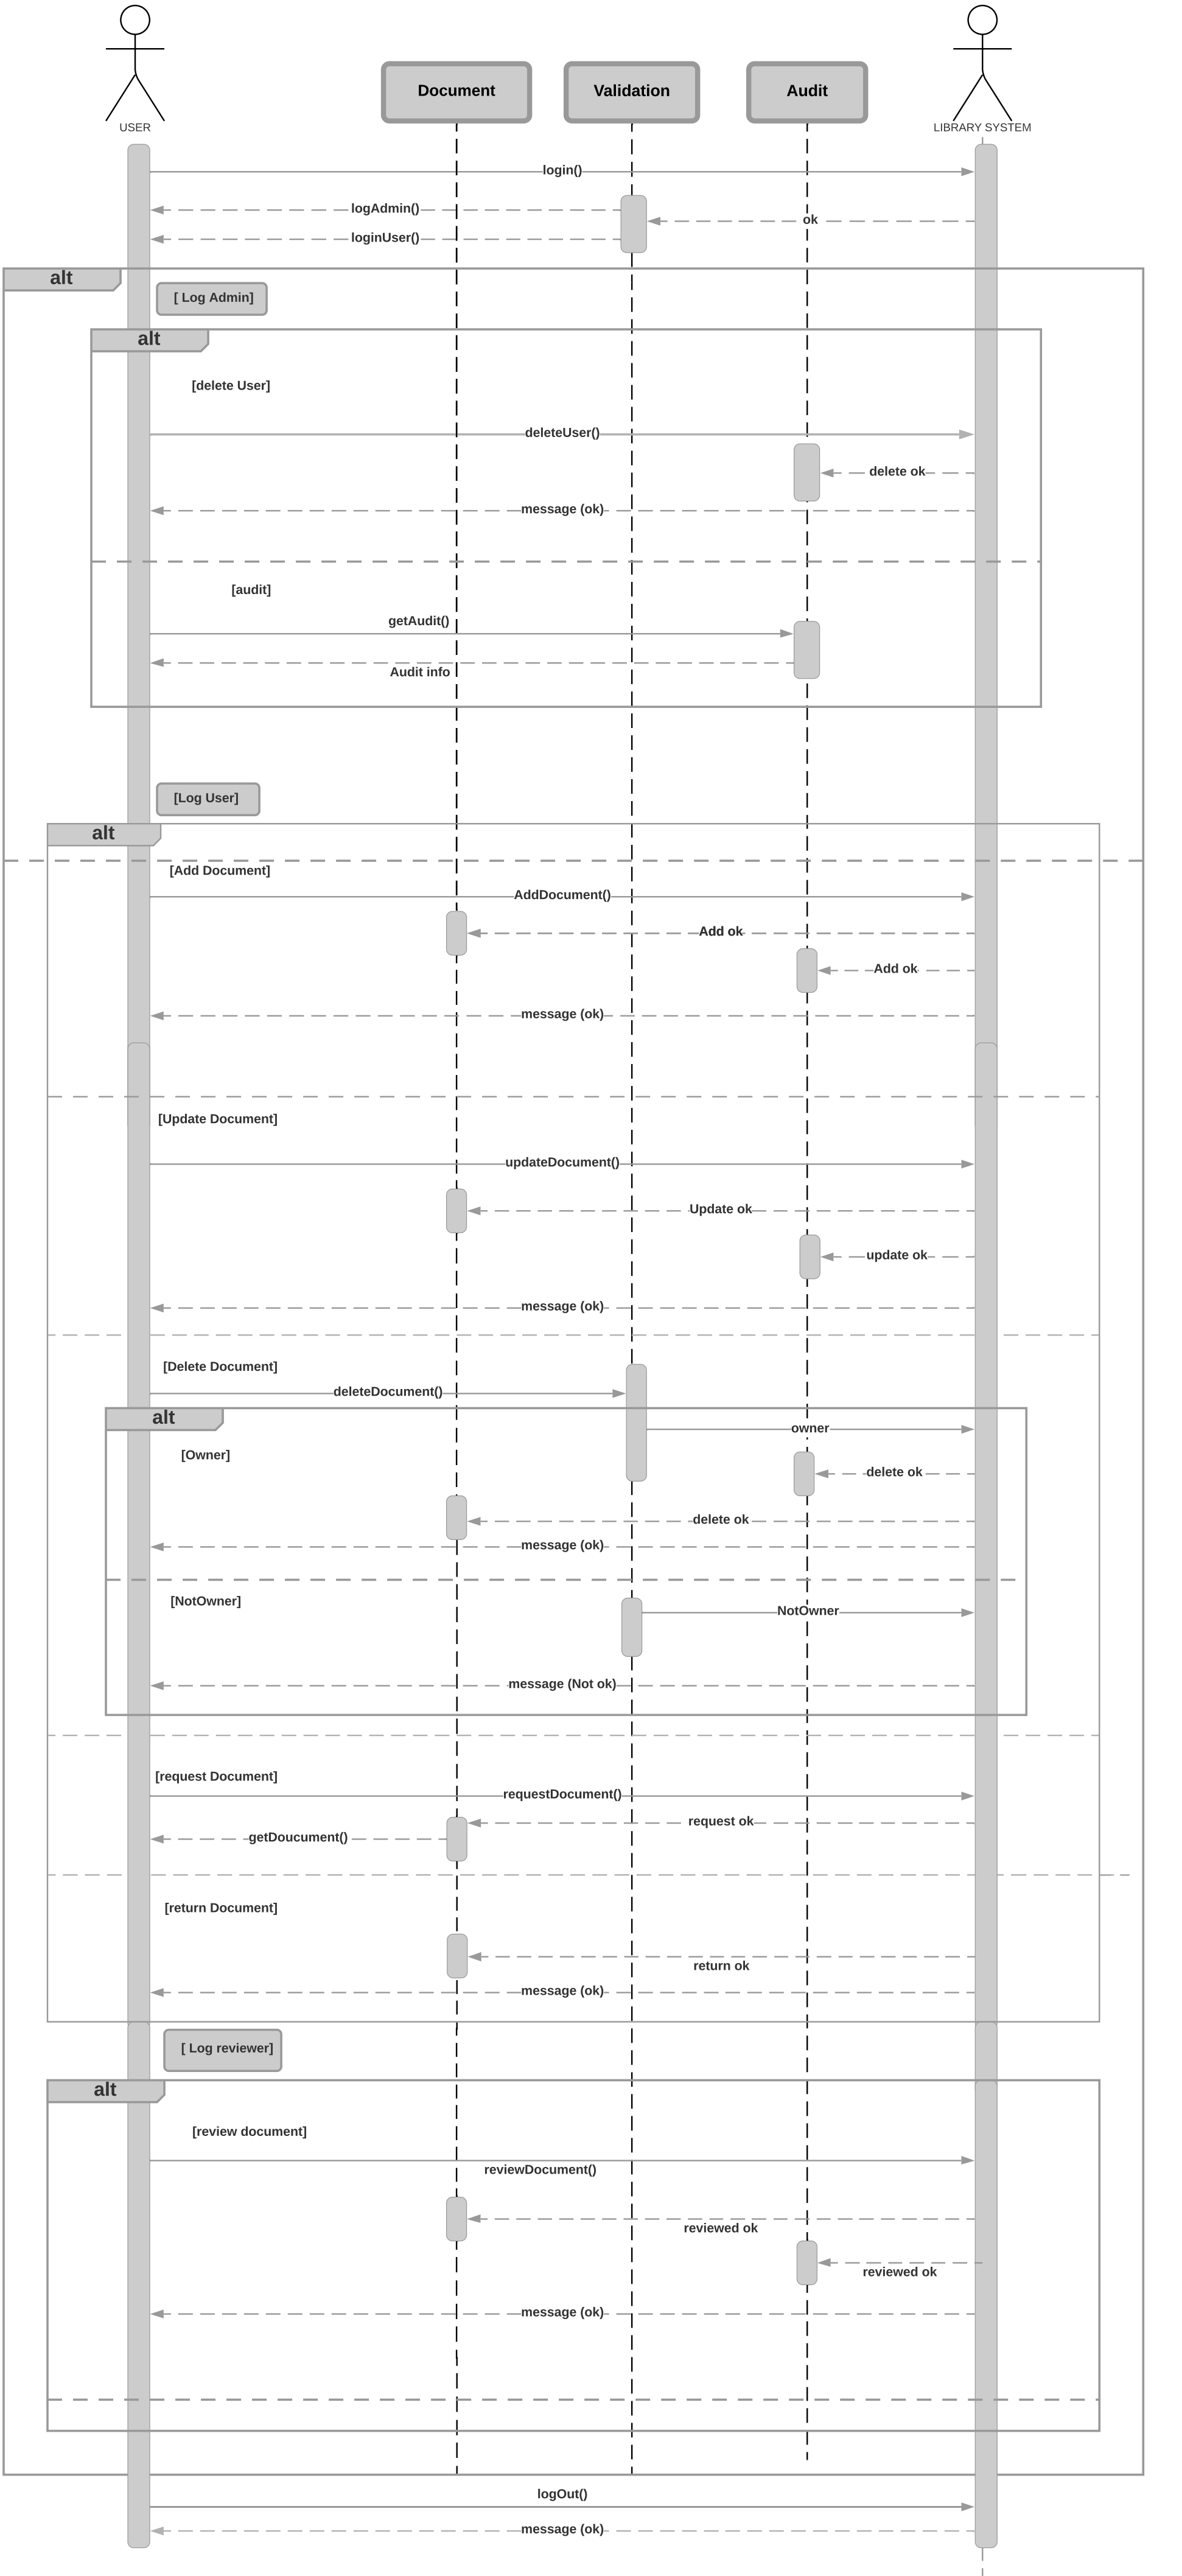 Document
Validation
Audit
USER
LIBRARY SYSTEM
login()
logAdmin()
ok
loginUser()
alt
[ Log Admin]
alt
[delete User]
deleteUser()
delete ok
message (ok)
[audit]
getAudit()
Audit info
[Log User]
alt
[Add Document]
AddDocument()
Add ok
Add ok
message (ok)
[Update Document]
updateDocument()
Update ok
update ok
message (ok)
[Delete Document]
deleteDocument()
alt
owner
[Owner]
delete ok
delete ok
message (ok)
[NotOwner]
NotOwner
message (Not ok)
[request Document]
requestDocument()
request ok
getDoucument()
[return Document]
return ok
message (ok)
[ Log reviewer]
alt
[review document]
reviewDocument()
reviewed ok
reviewed ok
message (ok)
logOut()
message (ok)